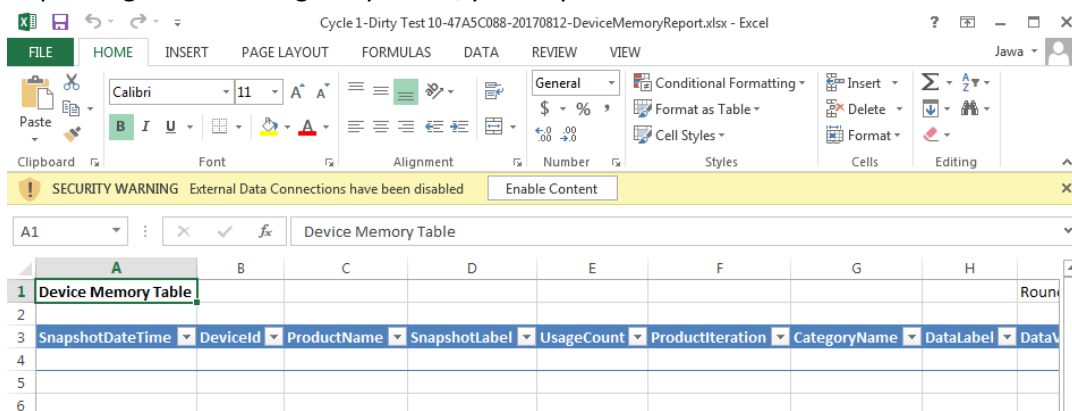 Cycle 1-Dirty Test 10-47A5C088-20170812-DeviceMemoryReport.xlsx - Excel
FILE HOME INSERT PAGE LAYOUT FORMULAS DATA REVIEW VIEW Jawa
Paste Calibri 11 General Conditional Formatting Insert
B I U $ % , Format as Table Delete
Cell Styles Format
Clipboard Font Alignment Number Styles Cells Editing
SECURITY WARNING External Data Connections have been disabled Enable Content
A1 fx Device Memory Table
A B C D E F G H
1 Device Memory Table Roun
2
3 SnapshotDateTime DeviceId ProductName SnapshotLabel UsageCount ProductIteration CategoryName DataLabel DataV
4
5
6